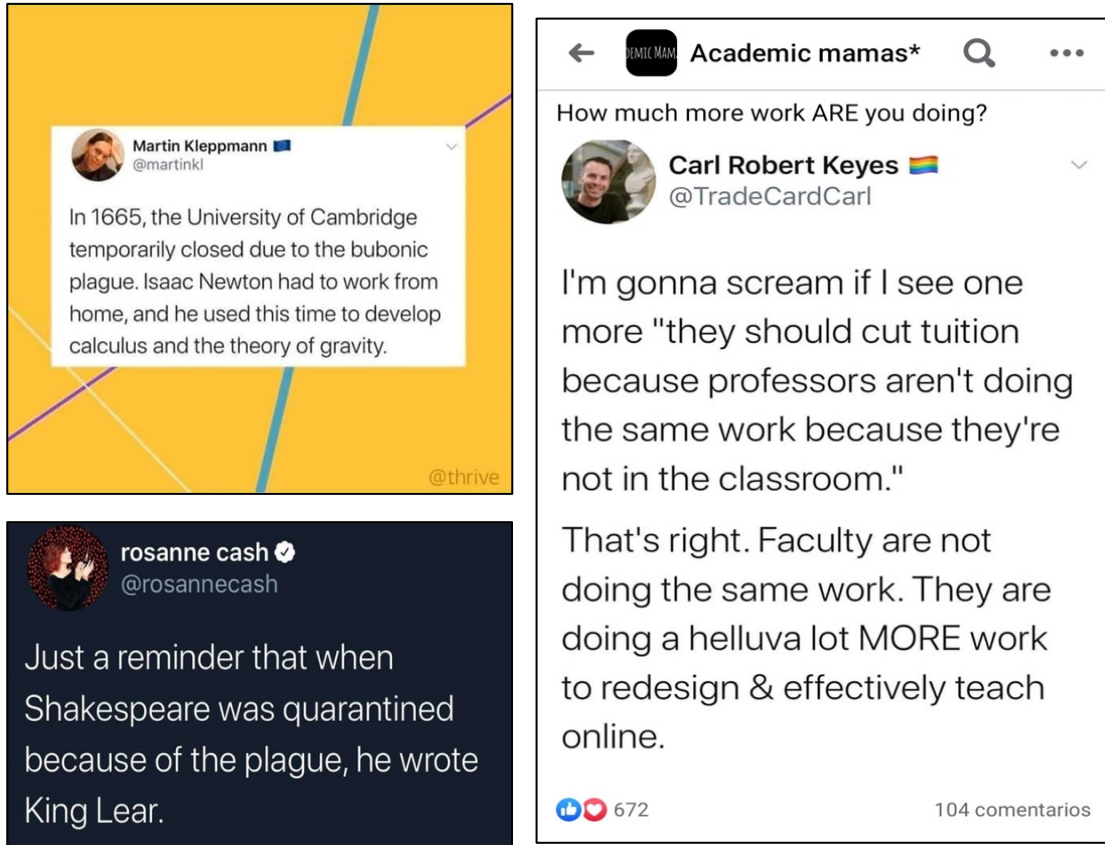 Martin Kleppmann 🇪🇺
@martinkl
In 1665, the University of Cambridge
temporarily closed due to the bubonic
plague. Isaac Newton had to work from
home, and he used this time to develop
calculus and the theory of gravity.
@thrive
rosanne cash
@rosannecash
Just a reminder that when
Shakespeare was quarantined
because of the plague, he wrote
King Lear.
DEMIC MAM
Academic mamas*
How much more work ARE you doing?
Carl Robert Keyes 🏳️‍🌈
@TradeCardCarl
I'm gonna scream if I see one
more "they should cut tuition
because professors aren't doing
the same work because they're
not in the classroom."
That's right. Faculty are not
doing the same work. They are
doing a helluva lot MORE work
to redesign & effectively teach
online.
672
104 comentarios